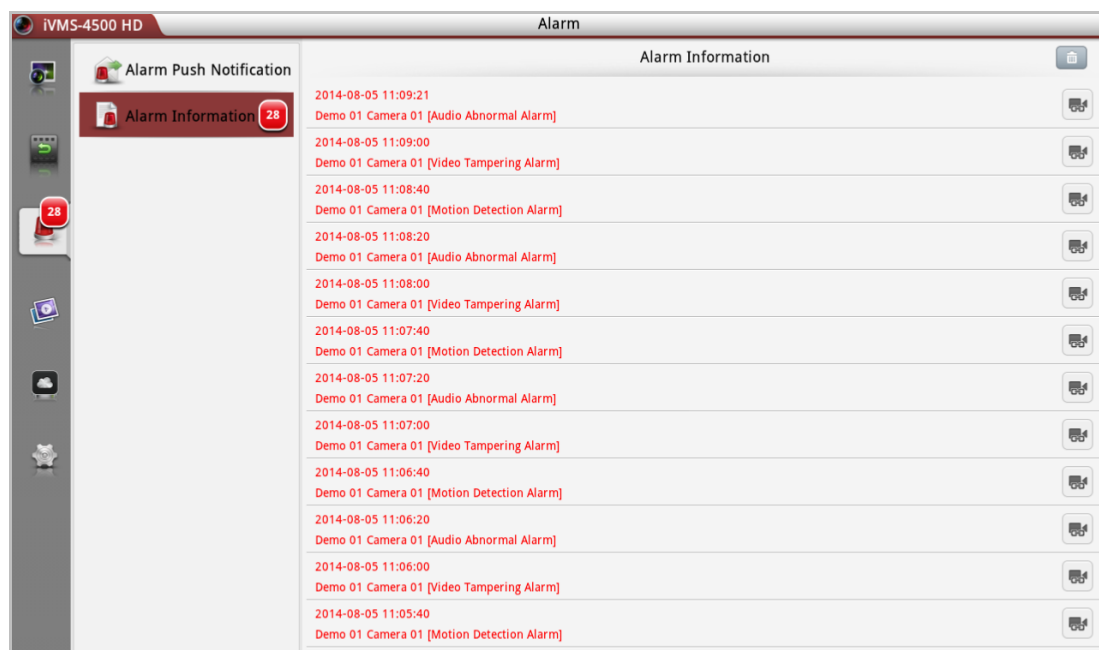 iVMS-4500 HD
Alarm
Alarm Push Notification
Alarm Information 28
28
Alarm Information
2014-08-05 11:09:21
Demo 01 Camera 01 [Audio Abnormal Alarm]
2014-08-05 11:09:00
Demo 01 Camera 01 [Video Tampering Alarm]
2014-08-05 11:08:40
Demo 01 Camera 01 [Motion Detection Alarm]
2014-08-05 11:08:20
Demo 01 Camera 01 [Audio Abnormal Alarm]
2014-08-05 11:08:00
Demo 01 Camera 01 [Video Tampering Alarm]
2014-08-05 11:07:40
Demo 01 Camera 01 [Motion Detection Alarm]
2014-08-05 11:07:20
Demo 01 Camera 01 [Audio Abnormal Alarm]
2014-08-05 11:07:00
Demo 01 Camera 01 [Video Tampering Alarm]
2014-08-05 11:06:40
Demo 01 Camera 01 [Motion Detection Alarm]
2014-08-05 11:06:20
Demo 01 Camera 01 [Audio Abnormal Alarm]
2014-08-05 11:06:00
Demo 01 Camera 01 [Video Tampering Alarm]
2014-08-05 11:05:40
Demo 01 Camera 01 [Motion Detection Alarm]